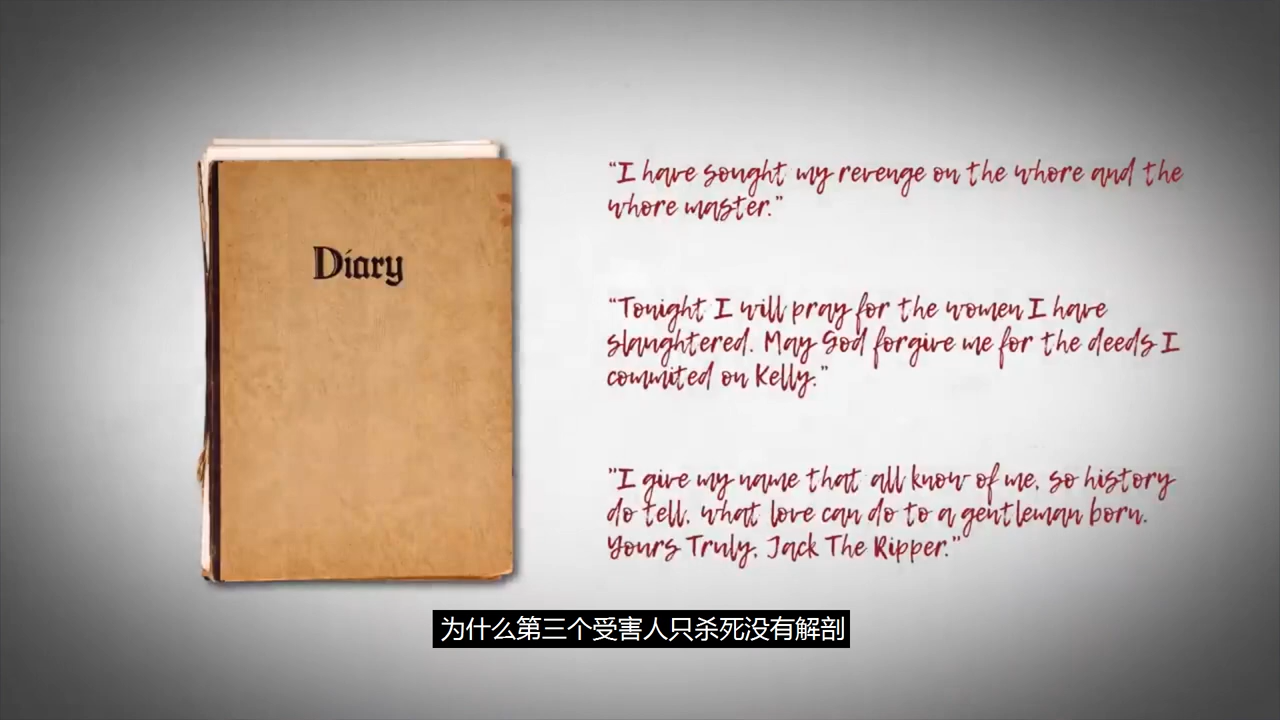 Diary
“I have sought my revenge on the whore and the
whore master.”
“Tonight I will pray for the women I have
slaughtered. May God forgive me for the deeds I
commited on Kelly.”
"I give my name that all know of me, so history
do tell, what love can do to a gentleman born.
Yours Truly, Jack The Ripper.”
为什么第三个受害人只杀死没有解剖